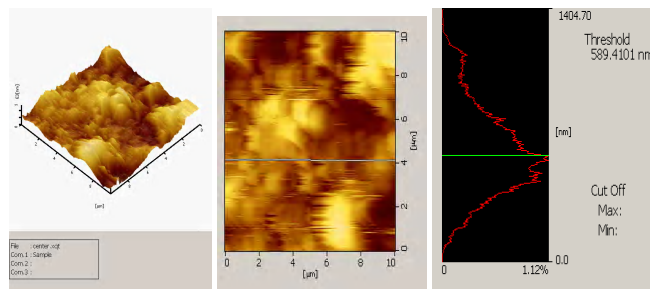 File : center.xqt
Com.1 : Sample
Com.2 :
Com.3 :
10
8
6
4
2
0
[μm]
0 2 4 6 8 10
[μm]
1404.70
Threshold
589.4101 nm
[nm]
Cut Off
Max:
Min:
0.0
0 1.12%